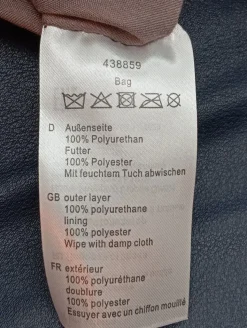 438859
Bag
D Außenseite
100% Polyurethan
Futter
100% Polyester
Mit feuchtem Tuch abwischen
GB outer layer
100% polyurethane
lining
100% polyester
Wipe with damp cloth
FR extérieur
100% polyuréthane
doublure
100% polyester
Essuyer avec un chiffon mouillé